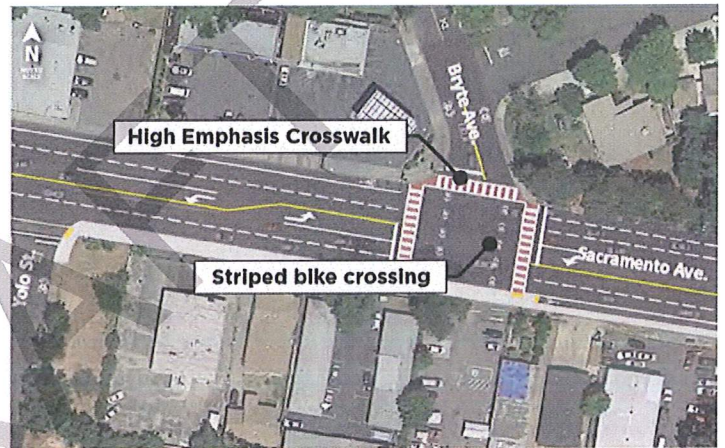 N
Bryte Ave.
High Emphasis Crosswalk
Striped bike crossing
Sacramento Ave.
Yolo St.